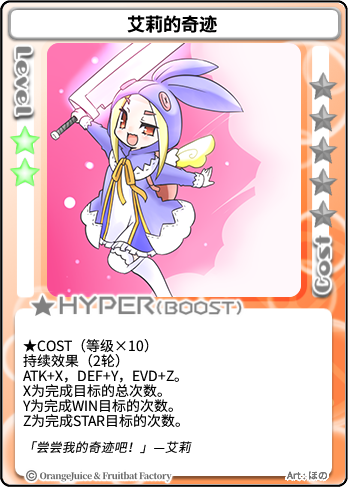 艾莉的奇迹
Level
Cost
★HYPER(BOOST)
★COST（等级×10）
持续效果（2轮）
ATK+X，DEF+Y，EVD+Z。
X为完成目标的总次数。
Y为完成WIN目标的次数。
Z为完成STAR目标的次数。
「尝尝我的奇迹吧！」—艾莉
© OrangeJuice & Fruitbat Factory
Art : ほの